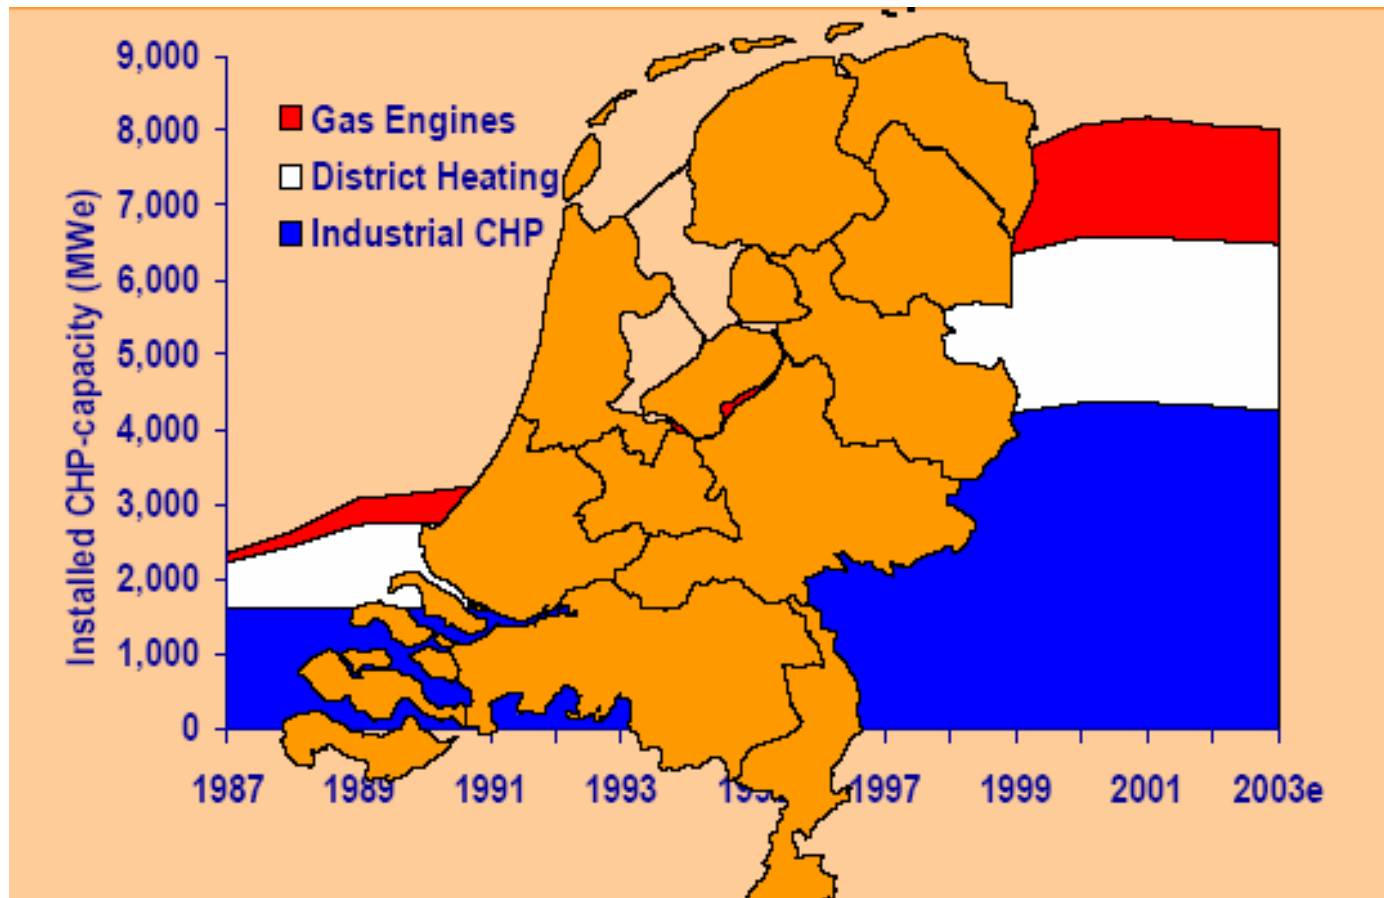 9,000
8,000
7,000
6,000
5,000
4,000
3,000
2,000
1,000
0
Installed CHP-capacity (MWe)
Gas Engines
District Heating
Industrial CHP
1987 1989 1991 1993 1997 1999 2001 2003e